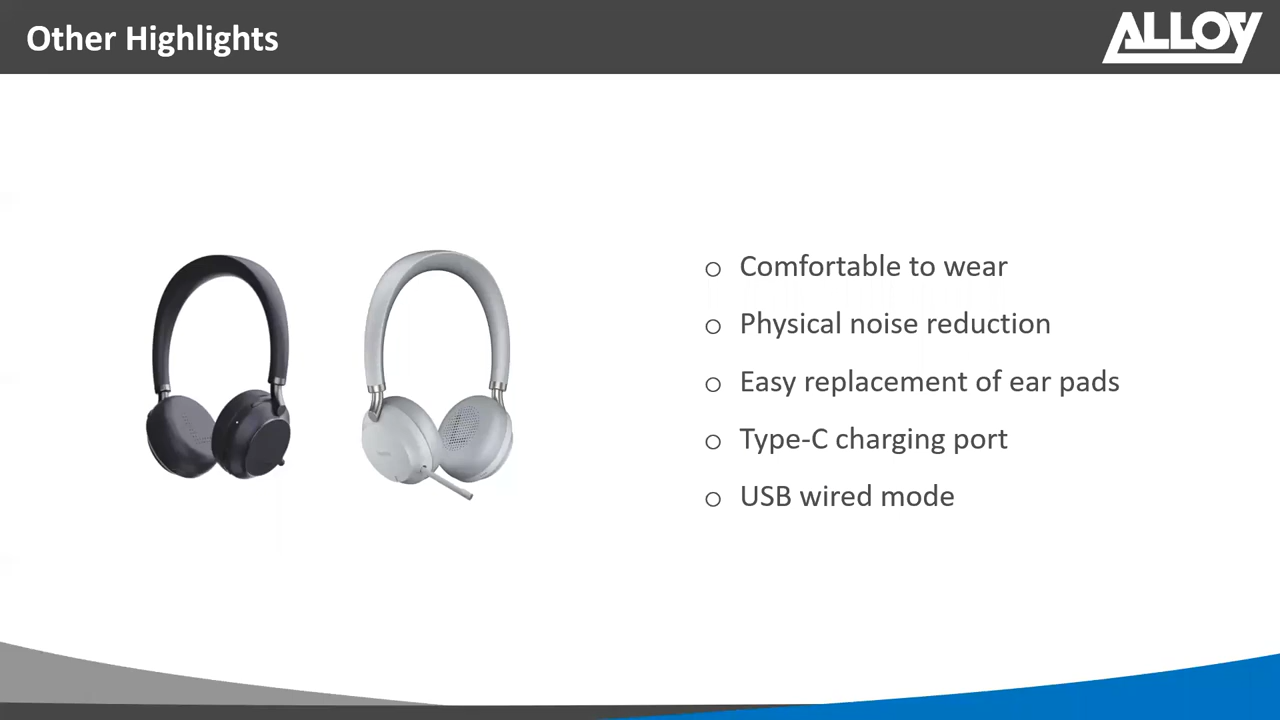 Other Highlights
ALLOY
Comfortable to wear
Physical noise reduction
Easy replacement of ear pads
Type-C charging port
USB wired mode